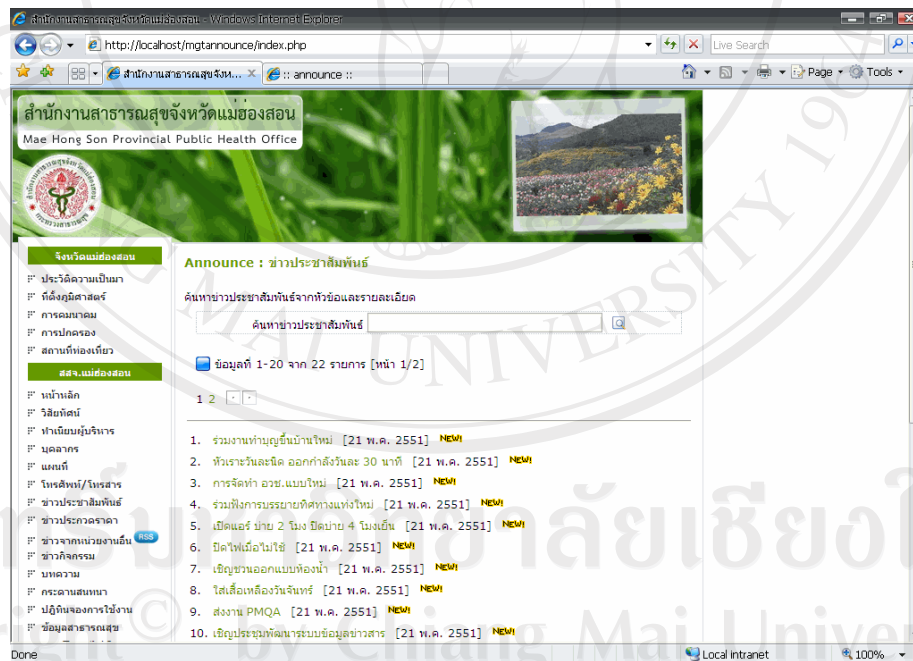 สำนักงานสาธารณสุขจังหวัดแม่ฮ่องสอน - Windows Internet Explorer
http://localhost/mgtannounce/index.php
Live Search
สำนักงานสาธารณสุขจังห...
:: announce ::
Page
Tools
สำนักงานสาธารณสุขจังหวัดแม่ฮ่องสอน
Mae Hong Son Provincial Public Health Office
จังหวัดแม่ฮ่องสอน
ประวัติความเป็นมา
ที่ตั้งภูมิศาสตร์
การคมนาคม
การปกครอง
สถานที่ท่องเที่ยว
สสจ.แม่ฮ่องสอน
หน้าหลัก
วิสัยทัศน์
ทำเนียบผู้บริหาร
บุคลากร
แผนที่
โทรศัพท์/โทรสาร
ข่าวประชาสัมพันธ์
ข่าวประกวดราคา
ข่าวจากหน่วยงานอื่น RSS
ข่าวกิจกรรม
บทความ
กระดานสนทนา
ปฏิทินจองการใช้งาน
ข้อมูลสาธารณสุข
Announce : ข่าวประชาสัมพันธ์
ค้นหาข่าวประชาสัมพันธ์จากหัวข้อและรายละเอียด
ค้นหาข่าวประชาสัมพันธ์
ข้อมูลที่ 1-20 จาก 22 รายการ [หน้า 1/2]
1 2
1. ร่วมงานทำบุญขึ้นบ้านใหม่ [21 พ.ค. 2551] NEW!
2. หัวเราะวันละนิด ออกกำลังวันละ 30 นาที [21 พ.ค. 2551] NEW!
3. การจัดทำ อวช.แบบใหม่ [21 พ.ค. 2551] NEW!
4. ร่วมฟังการบรรยายทิศทางแห่งใหม่ [21 พ.ค. 2551] NEW!
5. เปิดแอร์ บ่าย 2 โมง ปิดบ่าย 4 โมงเย็น [21 พ.ค. 2551] NEW!
6. ปิดไฟเมื่อไม่ใช้ [21 พ.ค. 2551] NEW!
7. เชิญชวนออกแบบห้องน้ำ [21 พ.ค. 2551] NEW!
8. ใส่เสื้อเหลืองวันจันทร์ [21 พ.ค. 2551] NEW!
9. ส่งงาน PMQA [21 พ.ค. 2551] NEW!
10. เชิญประชุมพัฒนาระบบข้อมูลข่าวสาร [21 พ.ค. 2551] NEW!
Done
Local intranet
100%
by Chiang Mai Univer